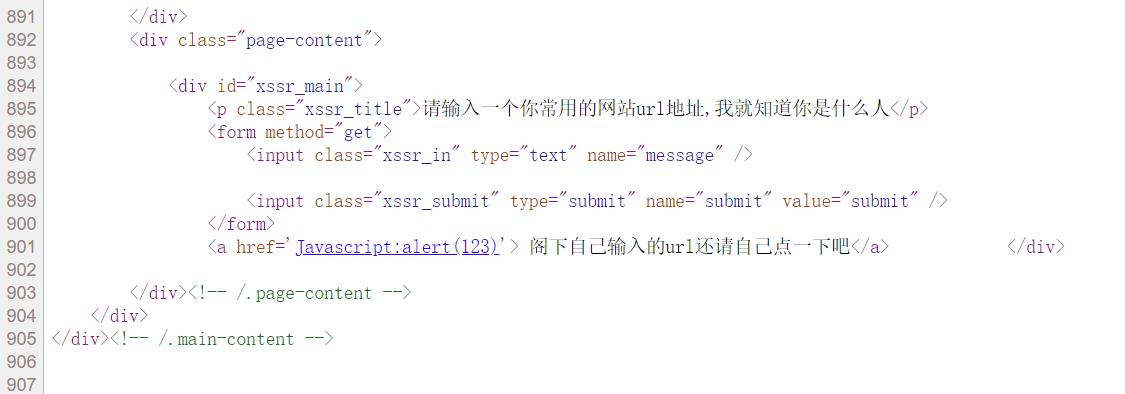 891 </div>
892 <div class="page-content">
893
894 <div id="xssr_main">
895 <p class="xssr_title">请输入一个你常用的网站url地址,我就知道你是什么人</p>
896 <form method="get">
897 <input class="xssr_in" type="text" name="message" />
898
899 <input class="xssr_submit" type="submit" name="submit" value="submit" />
900 </form>
901 <a href='Javascript:alert(123)'> 阁下自己输入的url还请自己点一下吧</a> </div>
902
903 </div><!-- /.page-content -->
904 </div>
905 </div><!-- /.main-content -->
906
907